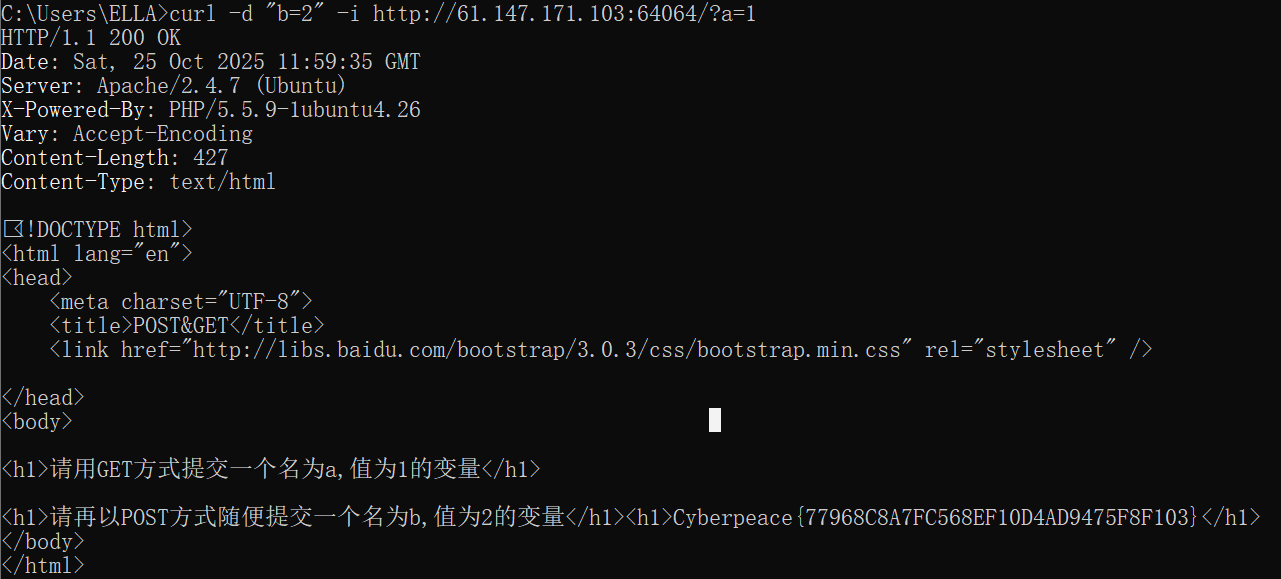 C:\Users\ELLA>curl -d "b=2" -i http://61.147.171.103:64064/?a=1
HTTP/1.1 200 OK
Date: Sat, 25 Oct 2025 11:59:35 GMT
Server: Apache/2.4.7 (Ubuntu)
X-Powered-By: PHP/5.5.9-1ubuntu4.26
Vary: Accept-Encoding
Content-Length: 427
Content-Type: text/html
<!DOCTYPE html>
<html lang="en">
<head>
<meta charset="UTF-8">
<title>POST&GET</title>
<link href="http://libs.baidu.com/bootstrap/3.0.3/css/bootstrap.min.css" rel="stylesheet" />
</head>
<body>
<h1>请用GET方式提交一个名为a,值为1的变量</h1>
<h1>请再以POST方式随便提交一个名为b,值为2的变量</h1><h1>Cyberpeace{77968C8A7FC568EF10D4AD9475F8F103}</h1>
</body>
</html>